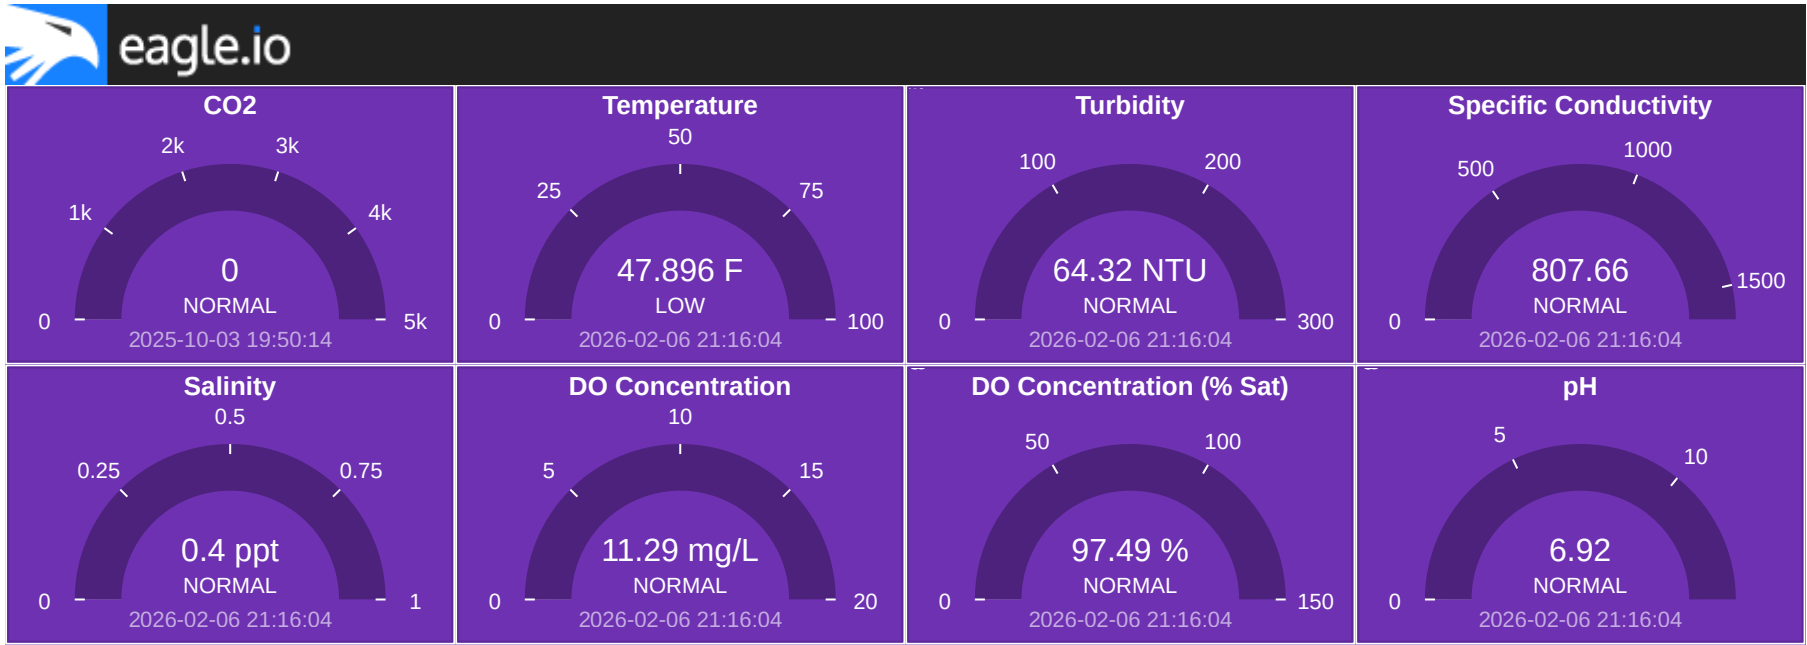 eagle.io
CO2
2k
3k
1k
4k
0
NORMAL
0
5k
2025-10-03 19:50:14
Temperature
50
25
75
47.896 F
LOW
0
100
2026-02-06 21:16:04
Turbidity
100
200
64.32 NTU
NORMAL
0
300
2026-02-06 21:16:04
Specific Conductivity
1000
500
1500
807.66
NORMAL
0
2026-02-06 21:16:04
Salinity
0.5
0.25
0.75
0.4 ppt
NORMAL
0
1
2026-02-06 21:16:04
DO Concentration
10
5
15
11.29 mg/L
NORMAL
0
20
2026-02-06 21:16:04
DO Concentration (% Sat)
50
100
97.49 %
NORMAL
0
150
2026-02-06 21:16:04
pH
5
10
6.92
NORMAL
0
2026-02-06 21:16:04